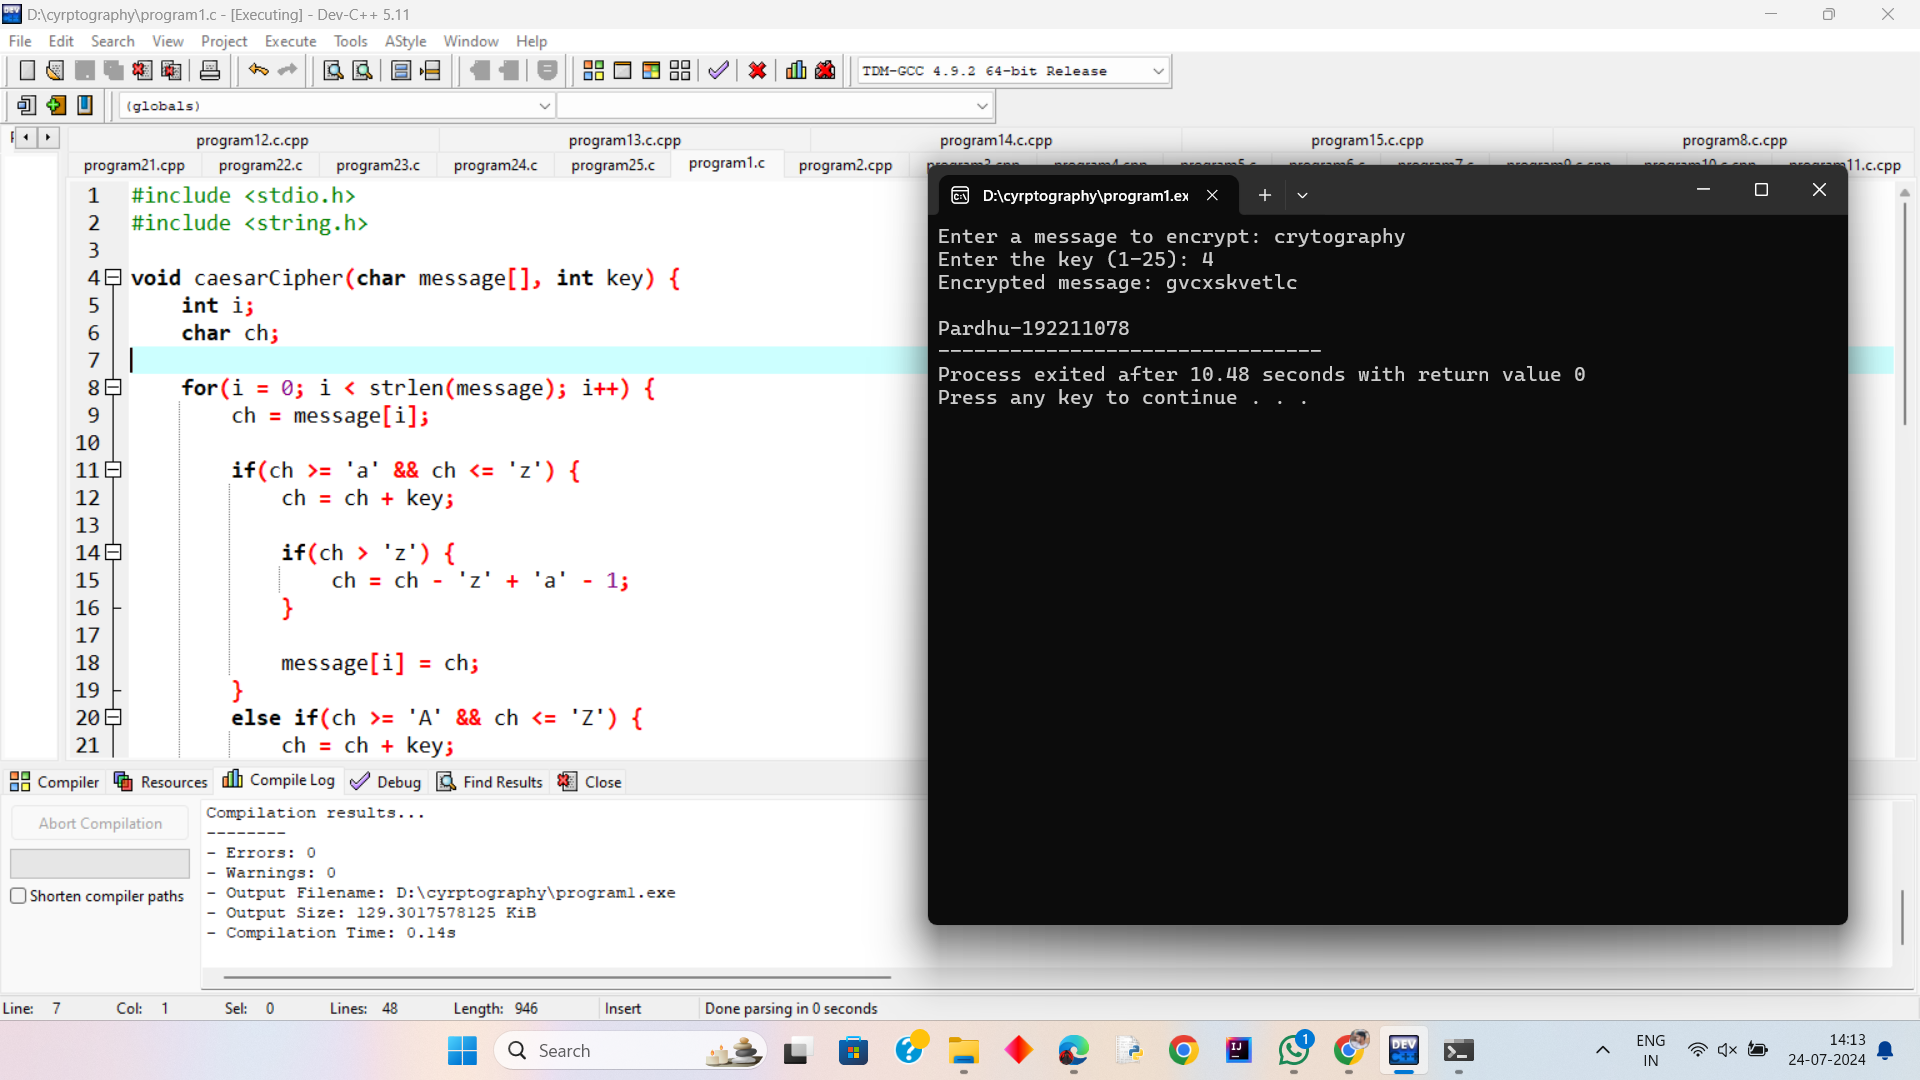 D:\cyrptography\program1.c - [Executing] - Dev-C++ 5.11
File Edit Search View Project Execute Tools AStyle Window Help
TDM-GCC 4.9.2 64-bit Release
(globals)
program12.c.cpp program13.c.cpp program14.c.cpp program15.c.cpp program8.c.cpp
program21.cpp program22.c program23.c program24.c program25.c program1.c program2.cpp program11.c.cpp
1 #include <stdio.h>
2 #include <string.h>
3
4 void caesarCipher(char message[], int key) {
5 int i;
6 char ch;
7
8 for(i = 0; i < strlen(message); i++) {
9 ch = message[i];
10
11 if(ch >= 'a' && ch <= 'z') {
12 ch = ch + key;
13
14 if(ch > 'z') {
15 ch = ch - 'z' + 'a' - 1;
16 }
17
18 message[i] = ch;
19 }
20 else if(ch >= 'A' && ch <= 'Z') {
21 ch = ch + key;
D:\cyrptography\program1.ex
Enter a message to encrypt: crytography
Enter the key (1-25): 4
Encrypted message: gvcxskvetlc
Pardhu-192211078
--------------------------------
Process exited after 10.48 seconds with return value 0
Press any key to continue . . .
Compiler Resources Compile Log Debug Find Results Close
Abort Compilation
Shorten compiler paths
Compilation results...
--------
- Errors: 0
- Warnings: 0
- Output Filename: D:\cyrptography\program1.exe
- Output Size: 129.3017578125 KiB
- Compilation Time: 0.14s
Line: 7 Col: 1 Sel: 0 Lines: 48 Length: 946 Insert Done parsing in 0 seconds
Search
DEV C++
IJ
1
ENG
IN
14:13
24-07-2024